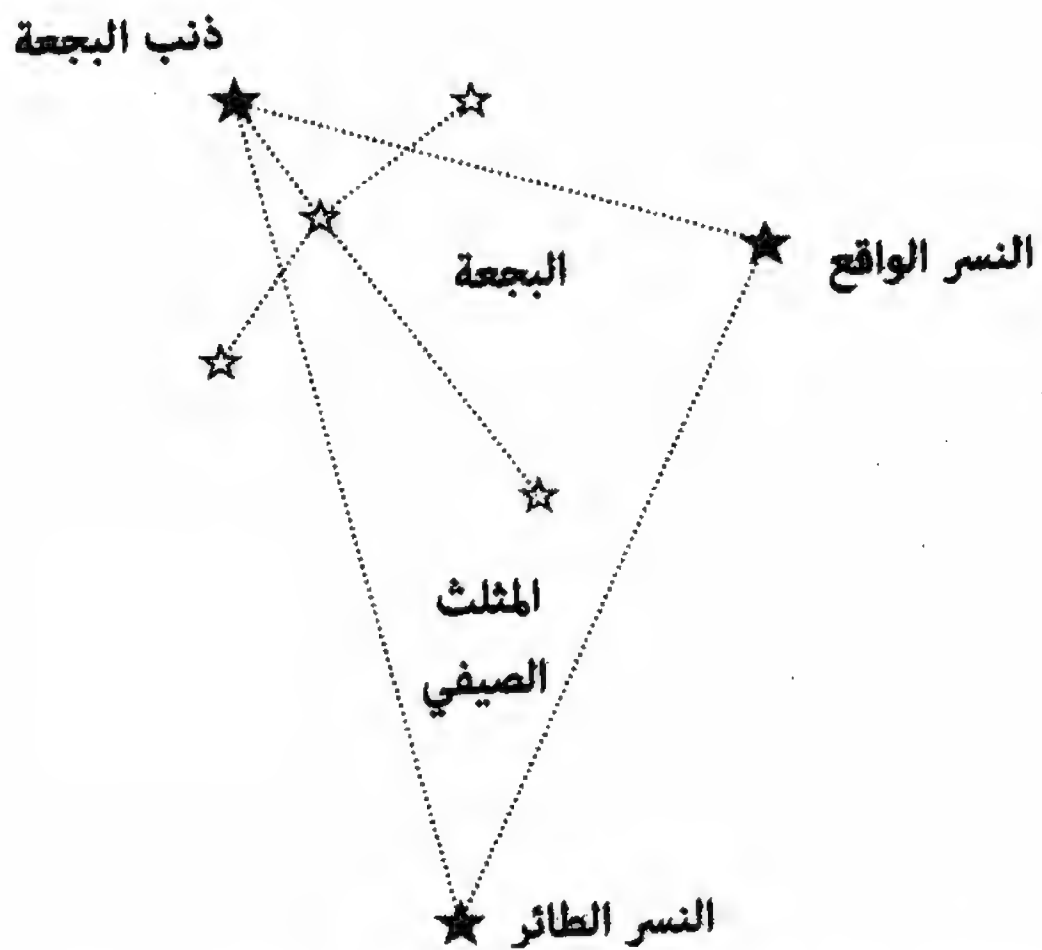 ذنب البجعة
النسر الواقع
البجعة
المثلث
الصيفي
النسر الطائر